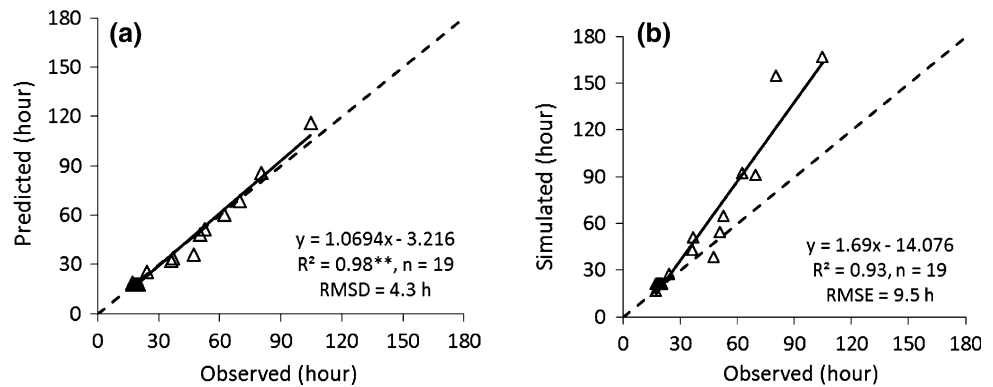 (a)
180
150
120
90
60
30
0
Predicted (hour)
y = 1.0694x - 3.216
R² = 0.98**, n = 19
RMSD = 4.3 h
0 30 60 90 120 150 180
Observed (hour)
(b)
180
150
120
90
60
30
0
Simulated (hour)
y = 1.69x - 14.076
R² = 0.93, n = 19
RMSE = 9.5 h
0 30 60 90 120 150 180
Observed (hour)